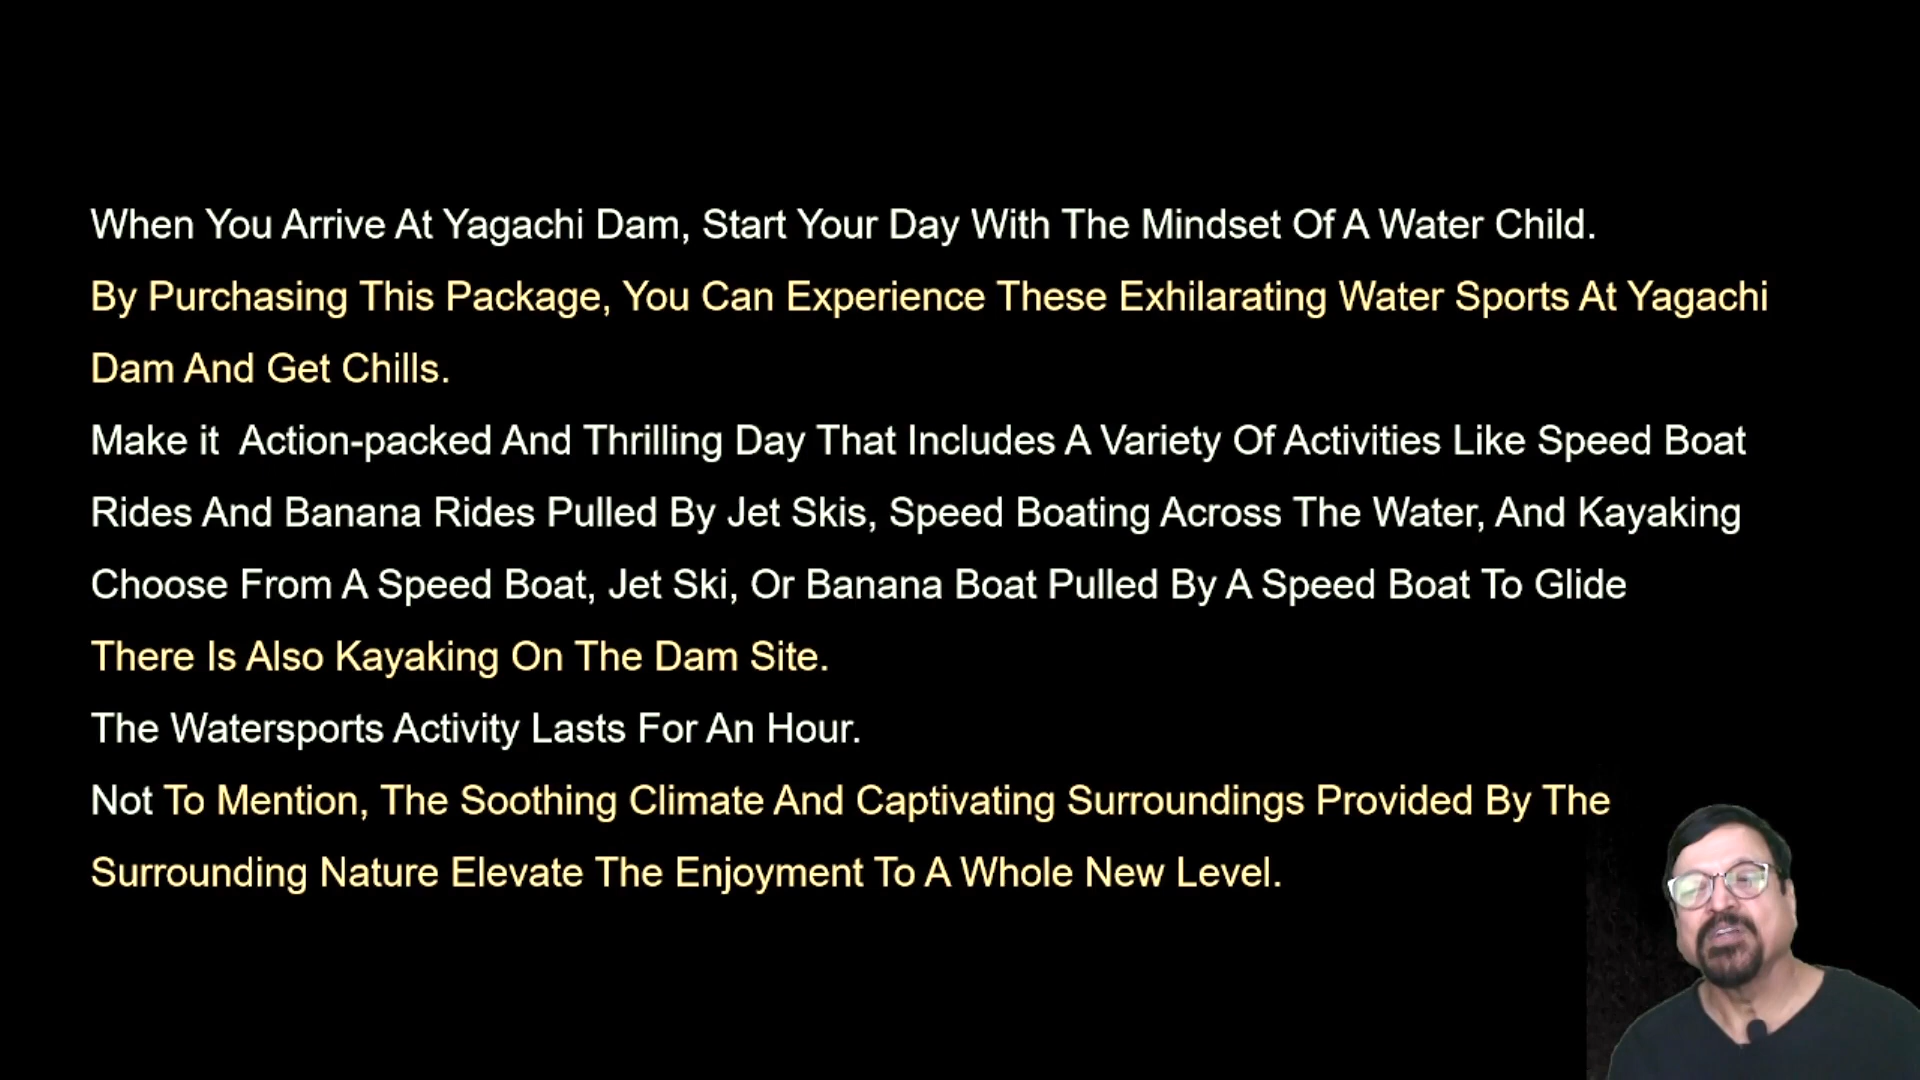 When You Arrive At Yagachi Dam, Start Your Day With The Mindset Of A Water Child.
By Purchasing This Package, You Can Experience These Exhilarating Water Sports At Yagachi
Dam And Get Chills.
Make it  Action-packed And Thrilling Day That Includes A Variety Of Activities Like Speed Boat
Rides And Banana Rides Pulled By Jet Skis, Speed Boating Across The Water, And Kayaking
Choose From A Speed Boat, Jet Ski, Or Banana Boat Pulled By A Speed Boat To Glide
There Is Also Kayaking On The Dam Site.
The Watersports Activity Lasts For An Hour.
Not To Mention, The Soothing Climate And Captivating Surroundings Provided By The
Surrounding Nature Elevate The Enjoyment To A Whole New Level.